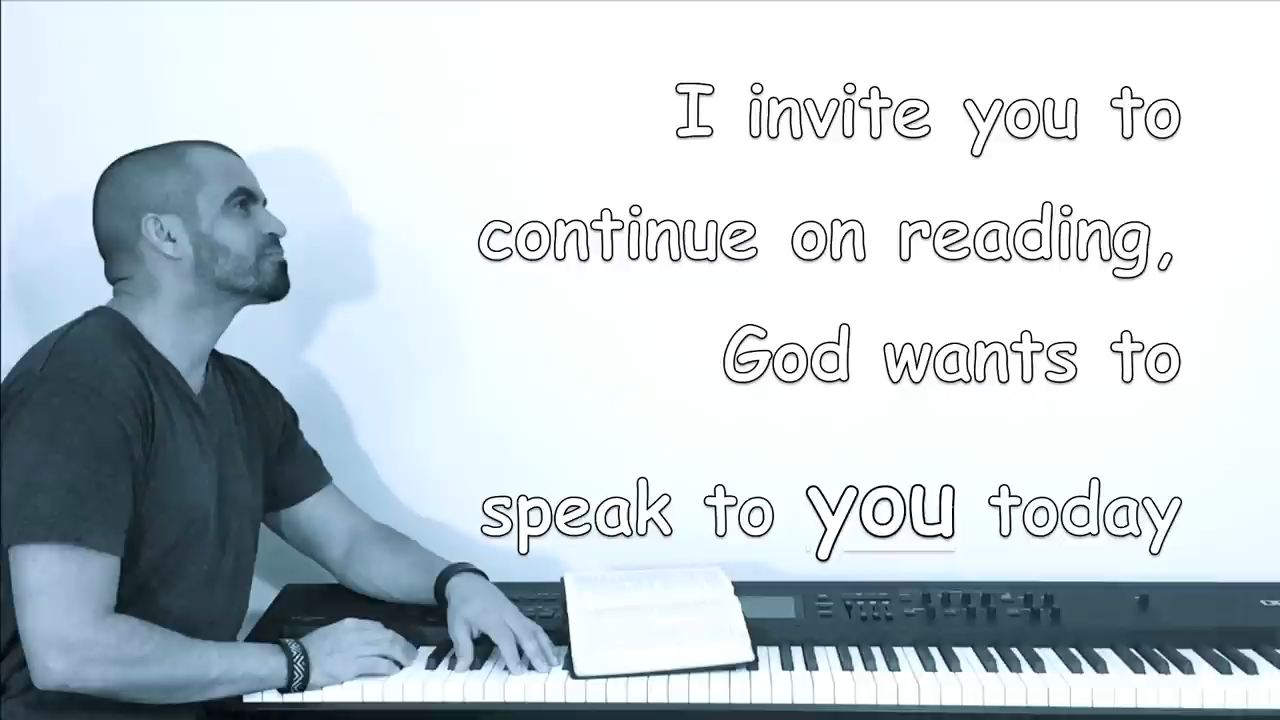 I invite you to
continue on reading,
God wants to
speak to you today